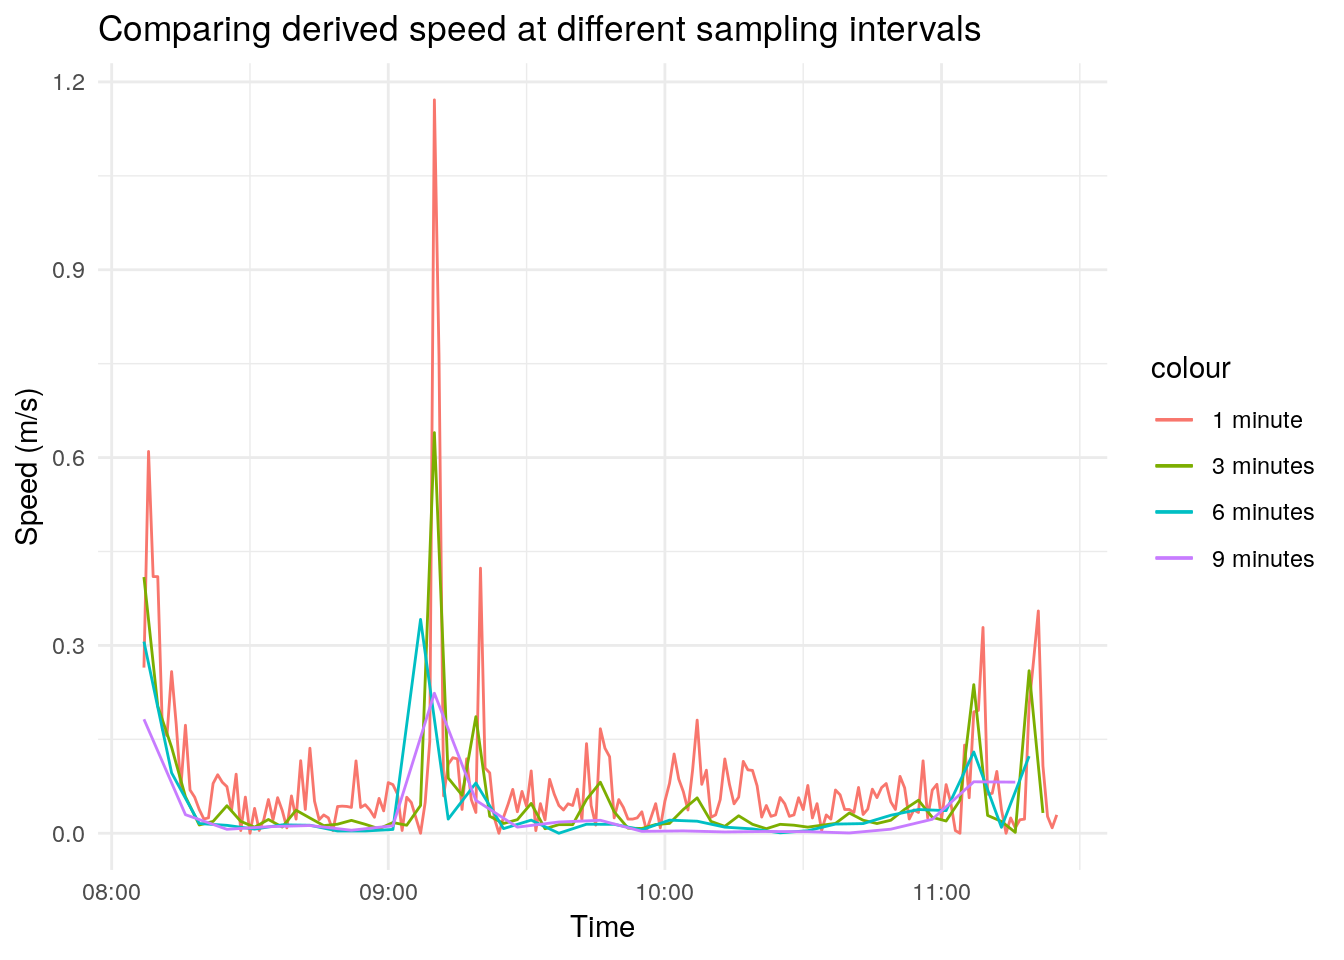 Comparing derived speed at different sampling intervals
1.2
0.9
0.6
0.3
0.0
Speed (m/s)
08:00
09:00
10:00
11:00
Time
colour
1 minute
3 minutes
6 minutes
9 minutes